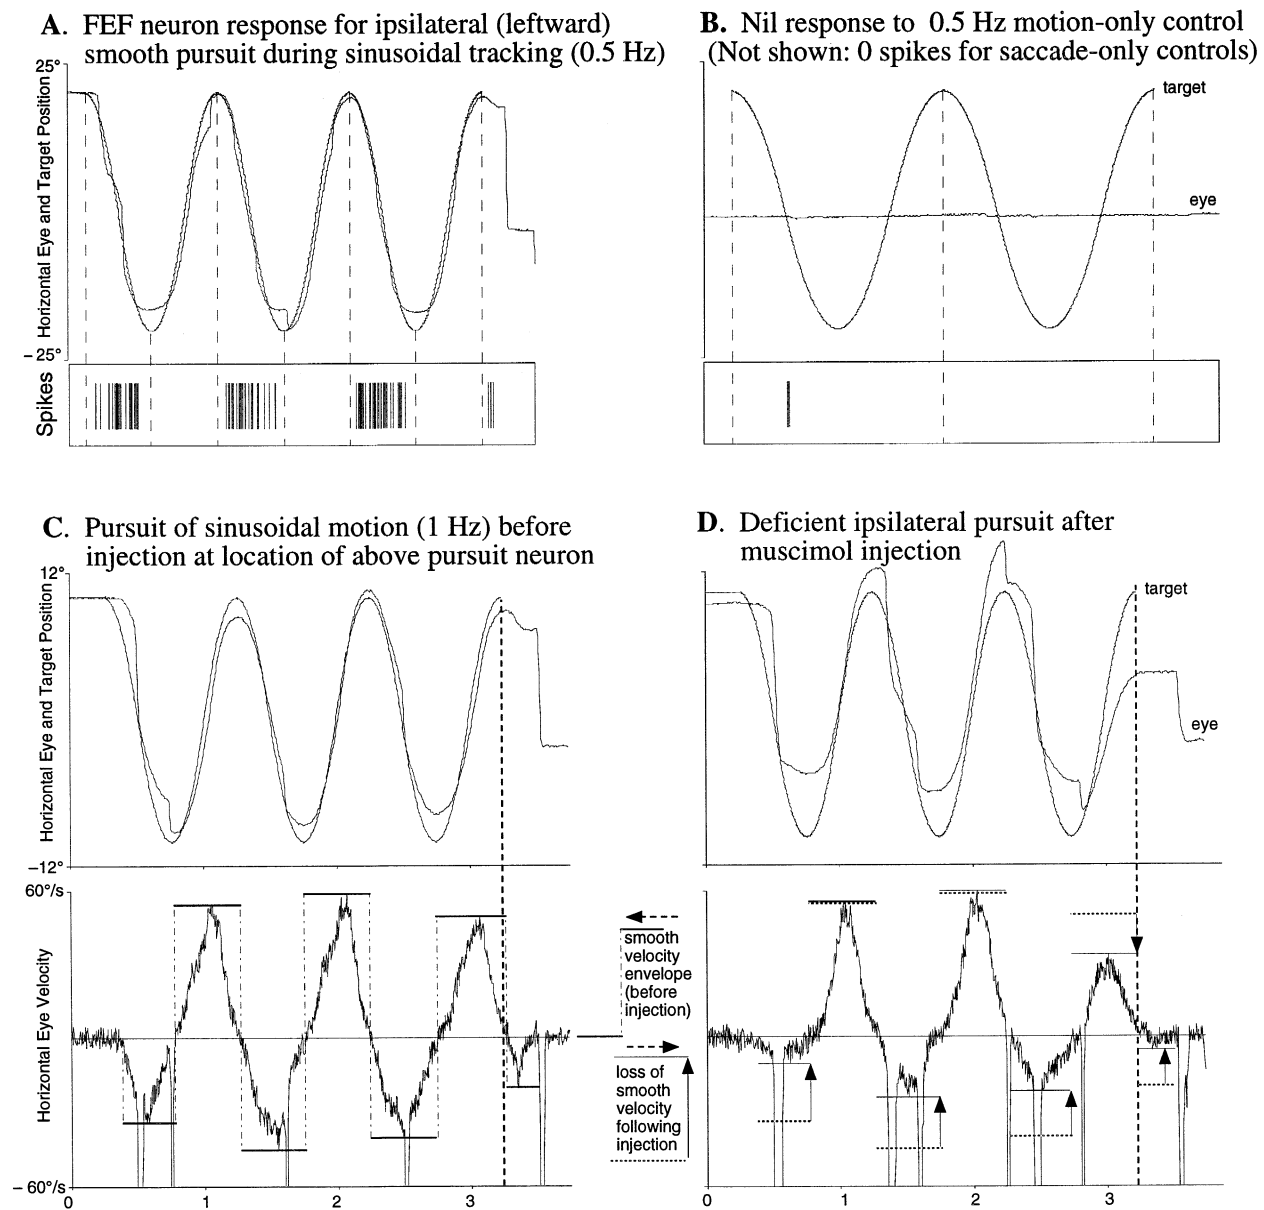 A. FEF neuron response for ipsilateral (leftward)
smooth pursuit during sinusoidal tracking (0.5 Hz)
25°
Horizontal Eye and Target Position
−25°
Spikes
B. Nil response to 0.5 Hz motion-only control
(Not shown: 0 spikes for saccade-only controls)
target
eye
C. Pursuit of sinusoidal motion (1 Hz) before
injection at location of above pursuit neuron
12°
Horizontal Eye and Target Position
−12°
60°/s
Horizontal Eye Velocity
− 60°/s
0 1 2 3
smooth
velocity
envelope
(before
injection)
loss of
smooth
velocity
following
injection
D. Deficient ipsilateral pursuit after
muscimol injection
target
eye
0 1 2 3